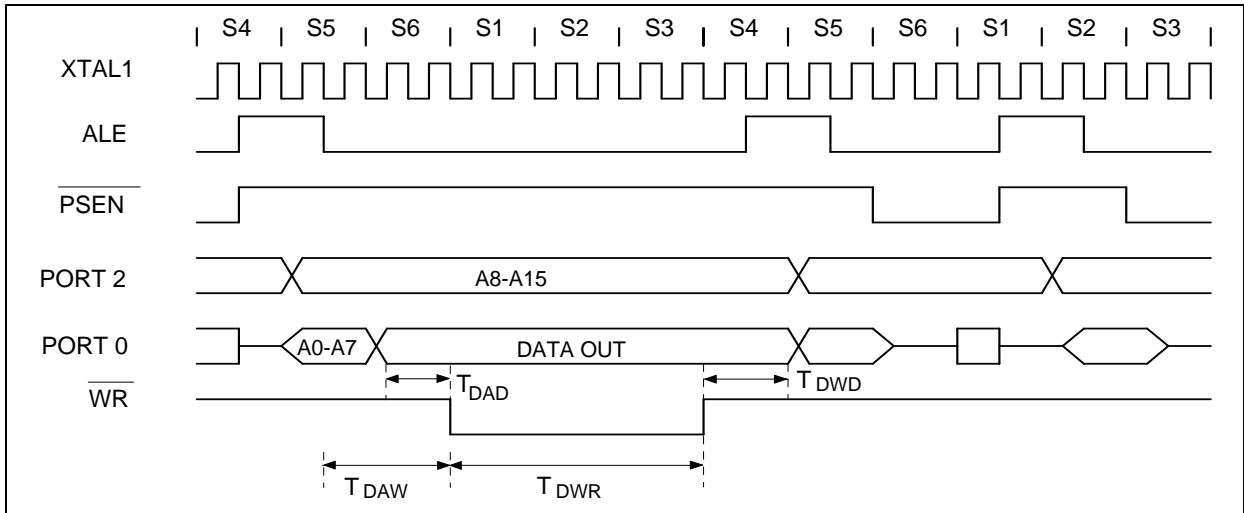 S4 S5 S6 S1 S2 S3 S4 S5 S6 S1 S2 S3
XTAL1
ALE
PSEN
PORT 2 A8-A15
PORT 0 A0-A7 DATA OUT
TDAD TDWD
WR
TDAW TDWR